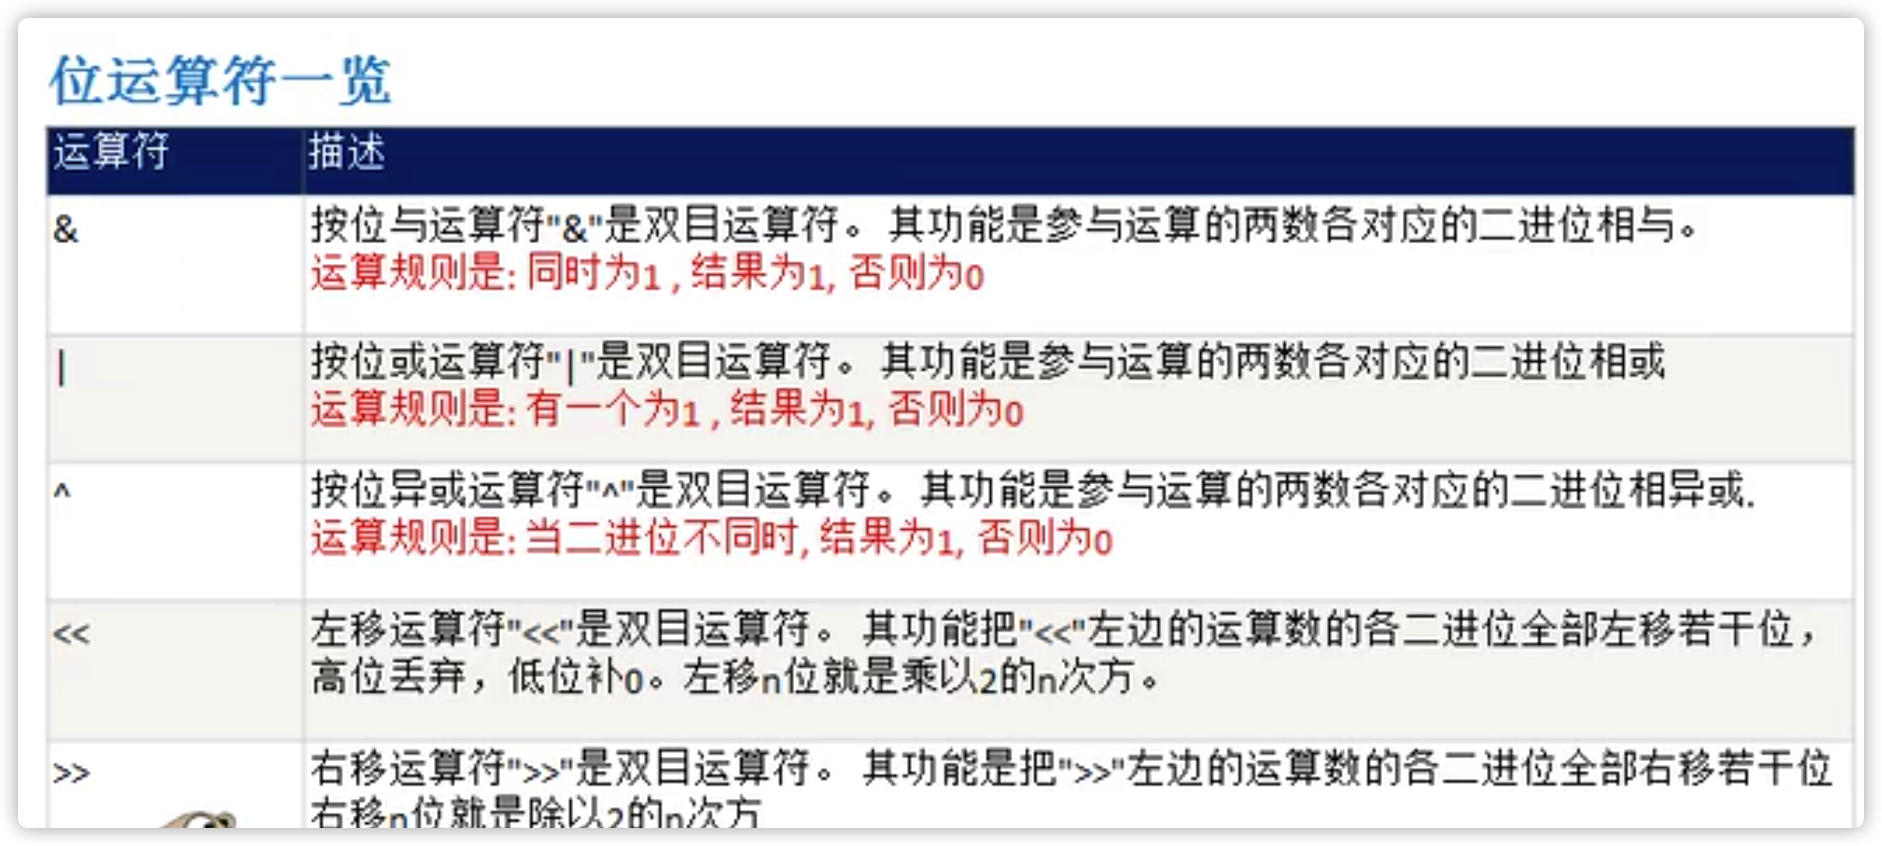 位运算符一览
运算符 描述
& 按位与运算符"&"是双目运算符。 其功能是参与运算的两数各对应的二进位相与。
运算规则是: 同时为1 , 结果为1, 否则为0
| 按位或运算符"|"是双目运算符。 其功能是参与运算的两数各对应的二进位相或
运算规则是: 有一个为1 , 结果为1, 否则为0
^ 按位异或运算符"^"是双目运算符。 其功能是参与运算的两数各对应的二进位相异或.
运算规则是: 当二进位不同时, 结果为1, 否则为0
<< 左移运算符"<<"是双目运算符。 其功能把"<<"左边的运算数的各二进位全部左移若干位，
高位丢弃，低位补0。左移n位就是乘以2的n次方。
>> 右移运算符">>"是双目运算符。 其功能是把">>"左边的运算数的各二进位全部右移若干位
右移n位就是除以2的n次方